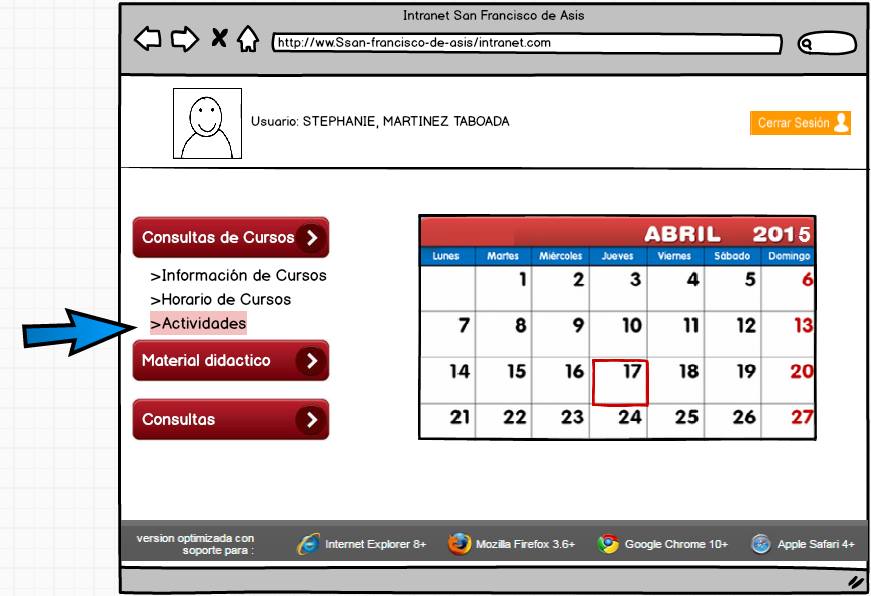 Intranet San Francisco de Asis
http://ww.Ssan-francisco-de-asis/intranet.com
Usuario: STEPHANIE, MARTINEZ TABOADA
Cerrar Sesión
Consultas de Cursos
>Información de Cursos
>Horario de Cursos
>Actividades
Material didactico
Consultas
ABRIL 2015
Lunes Martes Miércoles Jueves Viernes Sábado Domingo
1 2 3 4 5 6
7 8 9 10 11 12 13
14 15 16 17 18 19 20
21 22 23 24 25 26 27
version optimizada con
soporte para :
Internet Explorer 8+ Mozilla Firefox 3.6+ Google Chrome 10+ Apple Safari 4+